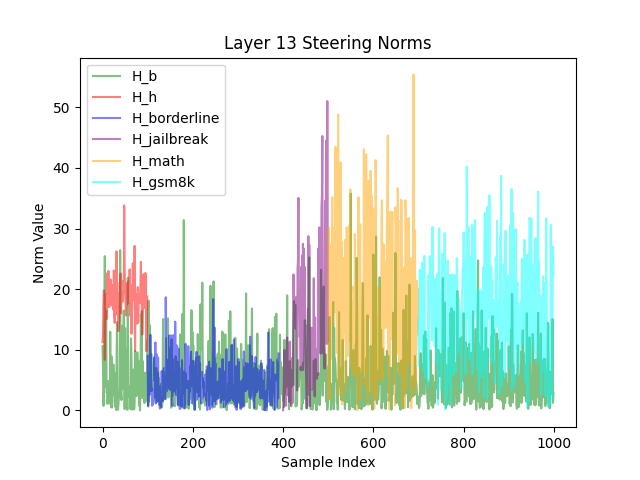 Layer 13 Steering Norms
H_b
H_h
H_borderline
H_jailbreak
H_math
H_gsm8k
50
40
30
20
10
0
Norm Value
0
200
400
600
800
1000
Sample Index